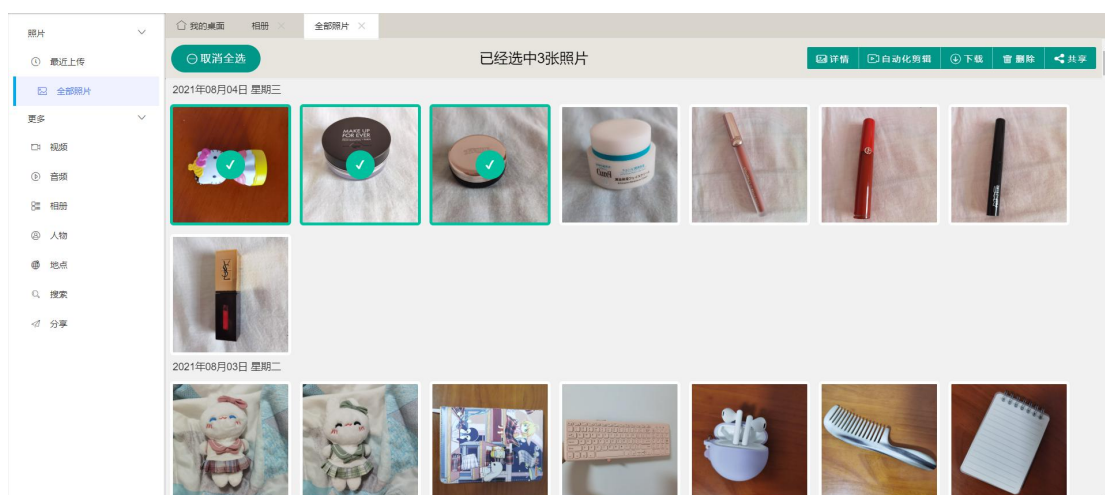 照片
最近上传
全部照片
更多
视频
音频
相册
人物
地点
搜索
分享
我的桌面 相册 全部照片
取消全选 已经选中3张照片 详情 自动化剪辑 下载 删除 共享
2021年08月04日 星期三
MAKE UP
FOR EVER
Curél
YSL
2021年08月03日 星期二